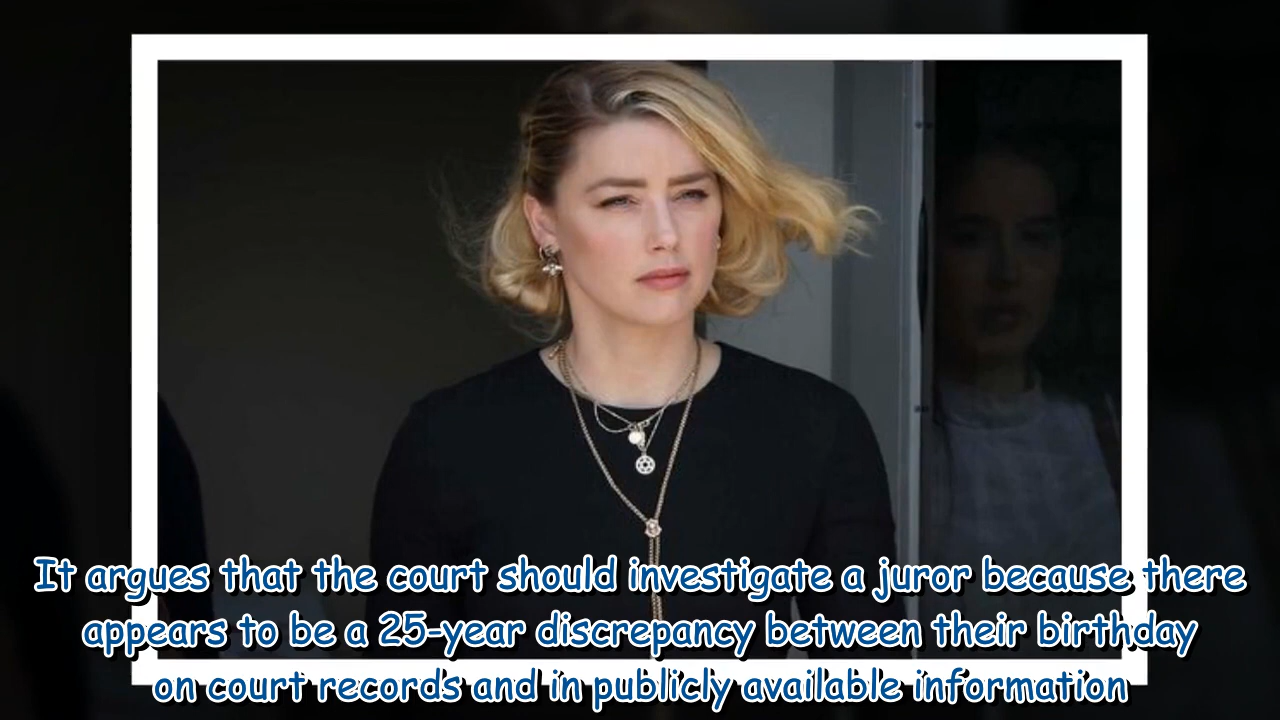 It argues that the court should investigate a juror because there
appears to be a 25-year discrepancy between their birthday
on court records and in publicly available information